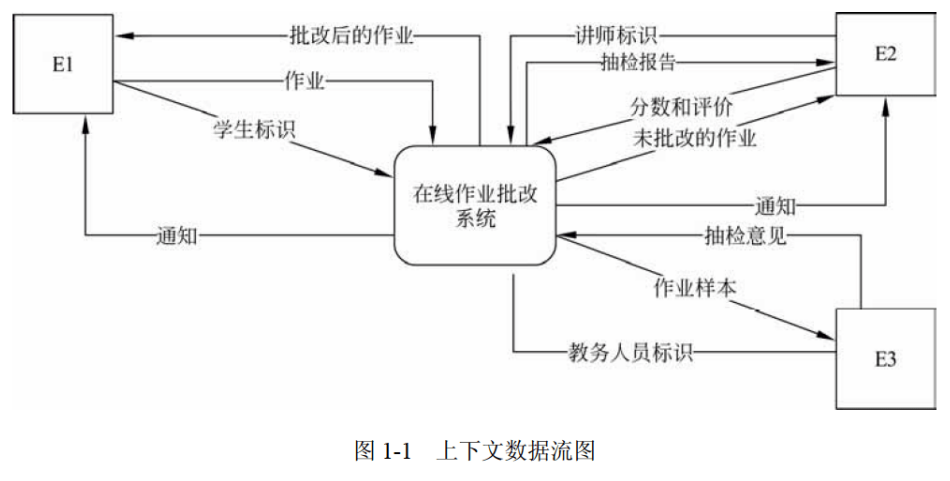 批改后的作业
讲师标识
E1
E2
抽检报告
作业
分数和评价
学生标识
未批改的作业
在线作业批改
系统
通知
通知
抽检意见
作业样本
教务人员标识
E3
图 1-1 上下文数据流图